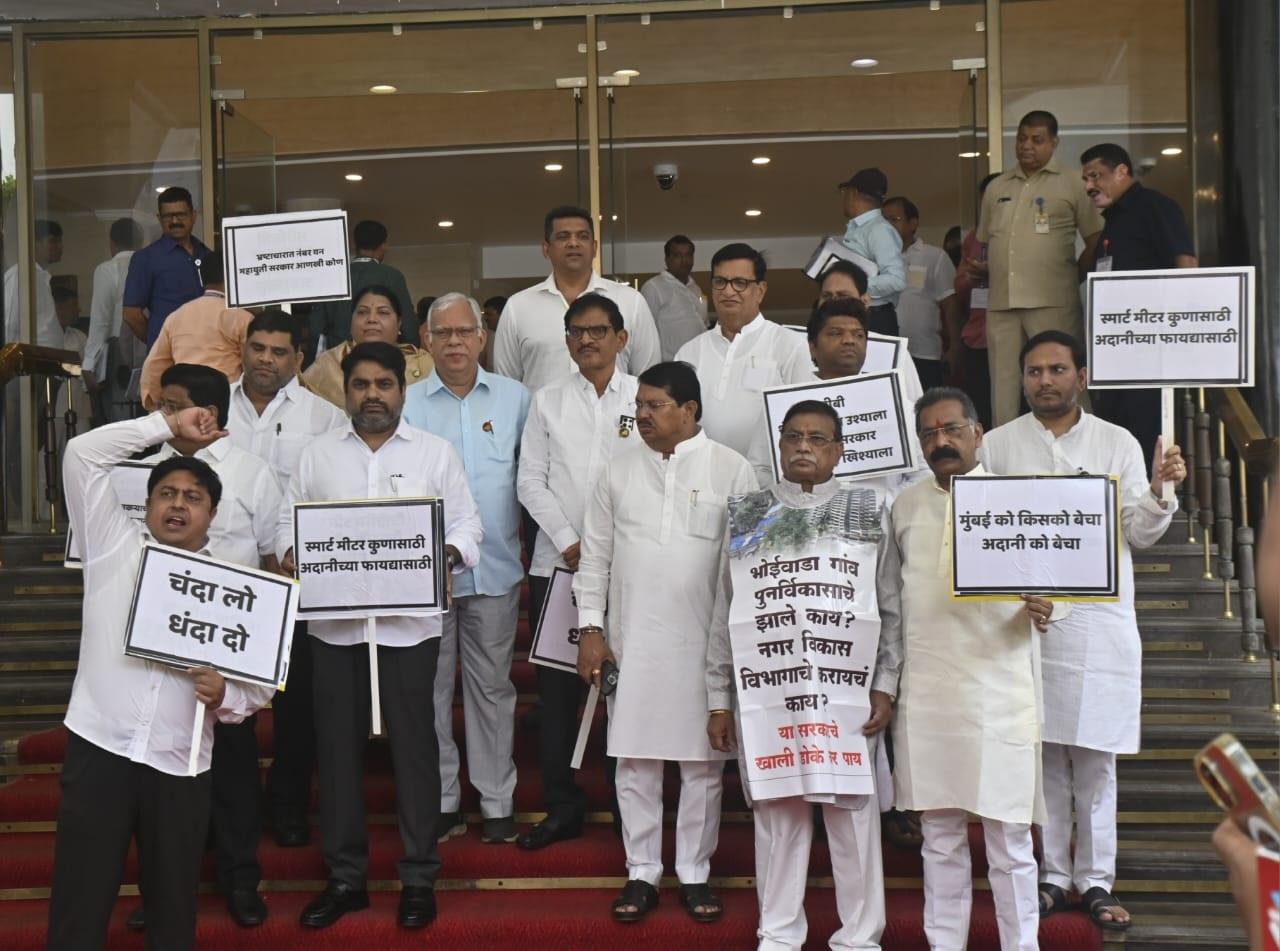 भ्रष्टाचारात नंबर वन
महायुती सरकार आणखी कोण
स्मार्ट मीटर कुणासाठी
अदानीच्या फायद्यासाठी
उश्याला
सरकार
खिश्याला
चंदा लो
धंदा दो
स्मार्ट मीटर कुणासाठी
अदानीच्या फायद्यासाठी
भोईवाडा गांव
पुनर्विकासाचे
झाले काय?
नगर विकास
विभागाचे करायचं
काय?
या सरकारचे
खाली डोके वर पाय
मुंबई को किसको बेचा
अदानी को बेचा